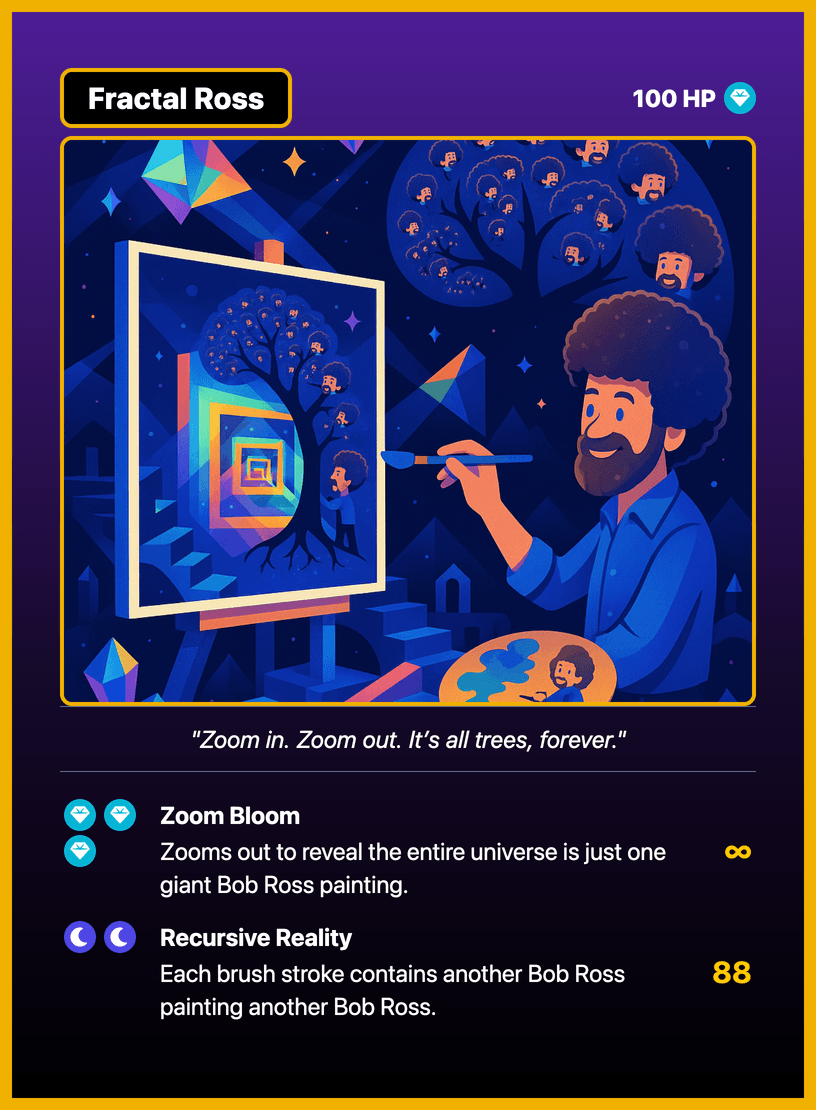 Fractal Ross
100 HP
"Zoom in. Zoom out. It’s all trees, forever."
Zoom Bloom
Zooms out to reveal the entire universe is just one
giant Bob Ross painting.
∞
Recursive Reality
Each brush stroke contains another Bob Ross
painting another Bob Ross.
88